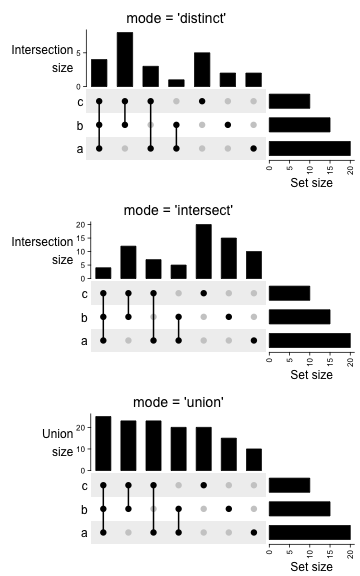 mode = 'distinct'
Intersection
size
5
0
c
b
a
0 5 10 15 20
Set size
mode = 'intersect'
Intersection
size
20
15
10
5
0
c
b
a
0 5 10 15 20
Set size
mode = 'union'
Union
size
20
15
10
5
0
c
b
a
0 5 10 15 20
Set size